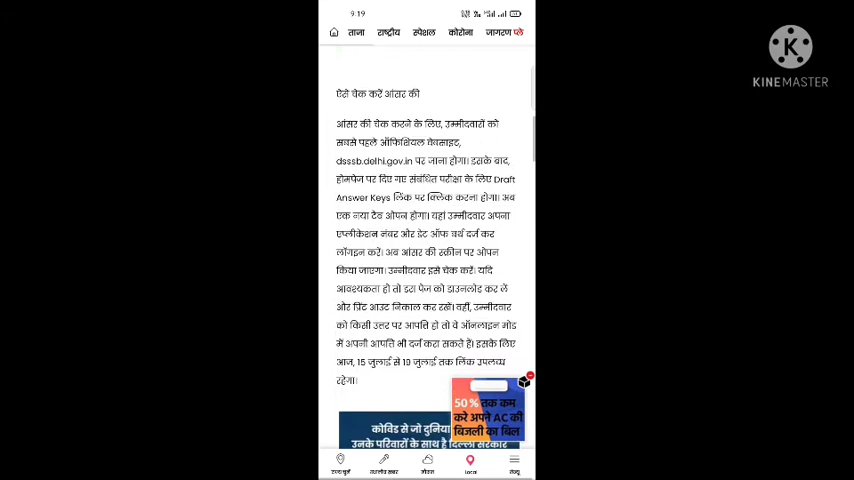 9:19
ताजा राष्ट्रीय स्पेशल कोरोना जागरण प्ले
KINEMASTER
ऐसे चेक करें आंसर की
आंसर की चेक करने के लिए, उम्मीदवारों को
सबसे पहले ऑफिशियल वेबसाइट,
dsssb.delhi.gov.in पर जाना होगा। इसके बाद,
होमपेज पर दिए गए संबंधित परीक्षा के लिए Draft
Answer Keys लिंक पर क्लिक करना होगा। अब
एक नया टैब ओपन होगा। यहां उम्मीदवार अपना
एप्लीकेशन नंबर और डेट ऑफ बर्थ दर्ज कर
लॉगइन करें। अब आंसर की स्क्रीन पर ओपन
किया जाएगा। उम्मीदवार इसे चेक करें। यदि
आवश्यकता हो तो इस पेज को डाउनलोड कर लें
और प्रिंट आउट निकाल कर रखें। वहीं, उम्मीदवार
को किसी उत्तर पर आपत्ति हो तो वे ऑनलाइन मोड
में अपनी आपत्ति भी दर्ज करा सकते हैं। इसके लिए
आज, 15 जुलाई से 19 जुलाई तक लिंक उपलब्ध
रहेगा।
50 % तक कम
करे अपने AC की
बिजली का बिल
कोविड से जो दुनिया
उनके परिवारों के साथ है दिल्ली सरकार
राज्य चुनें स्थानीय खबर मौसम Local मेन्यू